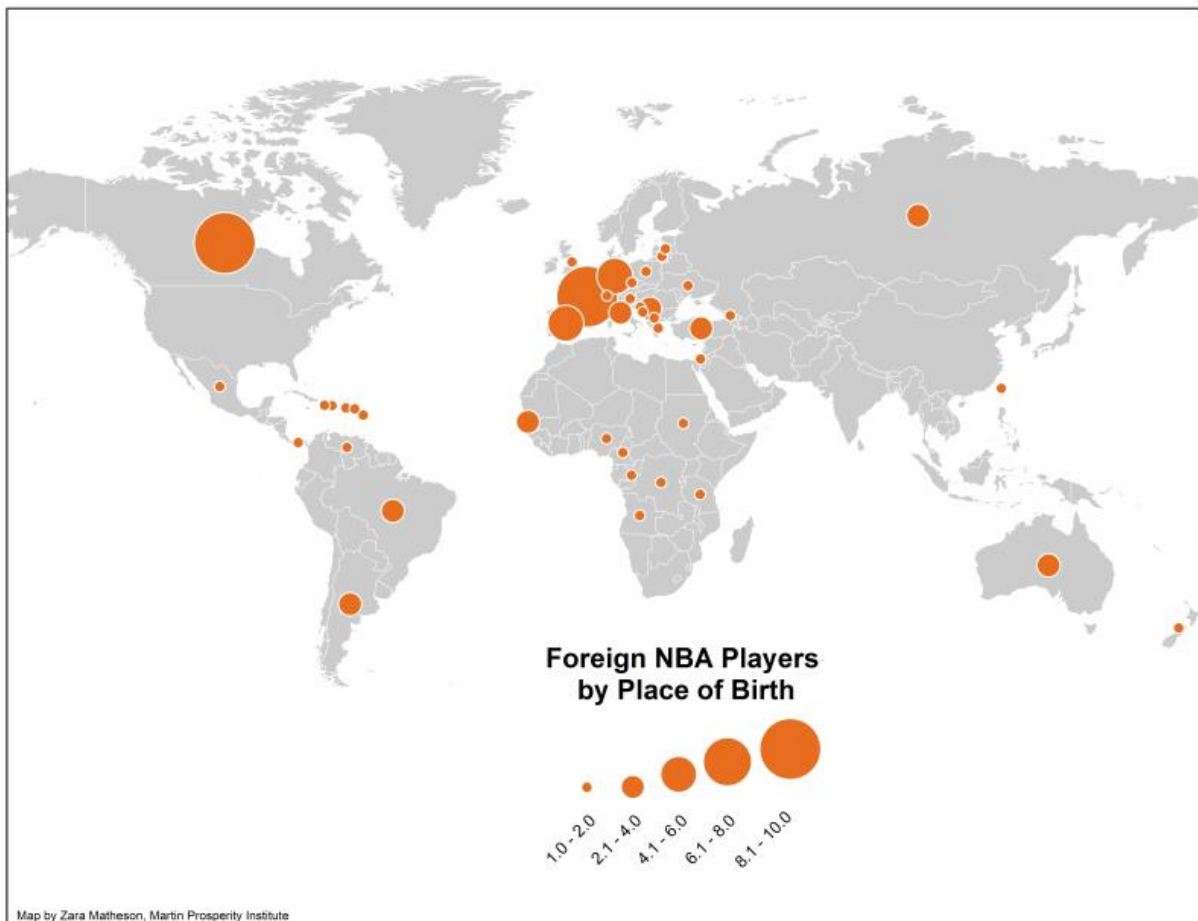 Foreign NBA Players
by Place of Birth
1.0 - 2.0
2.1 - 4.0
4.1 - 6.0
6.1 - 8.0
8.1 - 10.0
Map by Zara Matheson, Martin Prosperity Institute